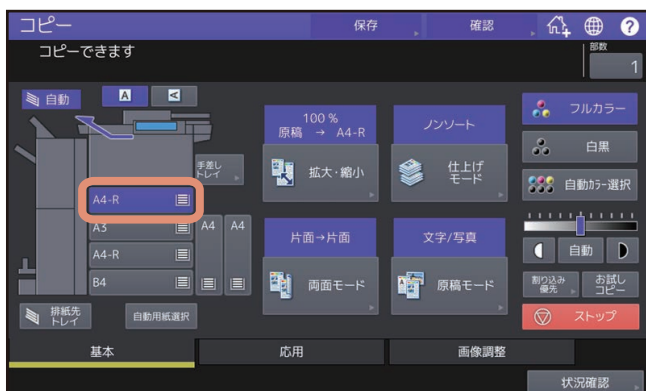 コピー
保存
確認
?
コピーできます
部数
1
自動
A
A
手差し
トレイ
A4-R
A3
A4-R
B4
A4
A4
排紙先
トレイ
自動用紙選択
100 %
原稿 → A4-R
拡大・縮小
ノンソート
仕上げ
モード
片面→片面
両面モード
文字/写真
原稿モード
フルカラー
白黒
自動ｶﾗｰ選択
自動
割り込み
優先
お試し
コピー
ストップ
基本
応用
画像調整
状況確認